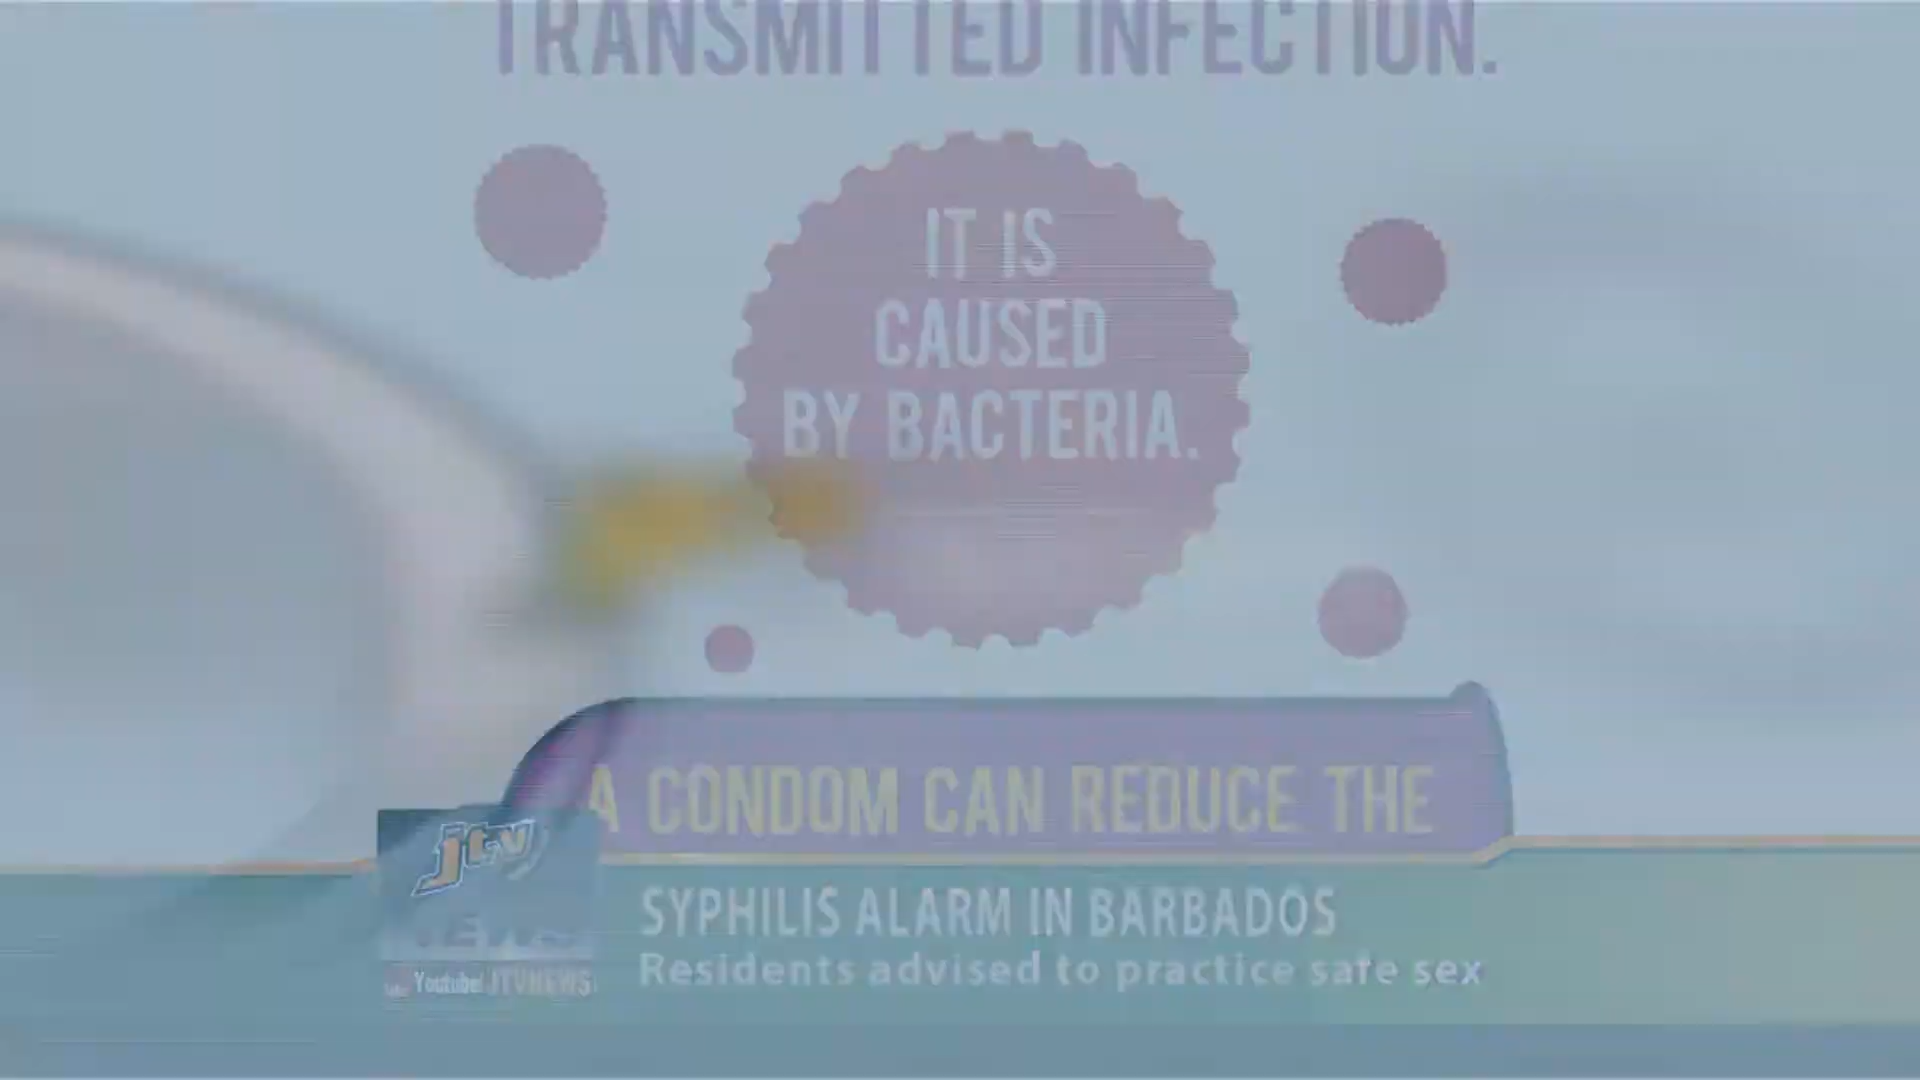 TRANSMITTED INFECTION.
IT IS
CAUSED
BY BACTERIA.
A CONDOM CAN REDUCE THE
jtv
NEWS
Youtube/JTVNEWS
SYPHILIS ALARM IN BARBADOS
Residents advised to practice safe sex